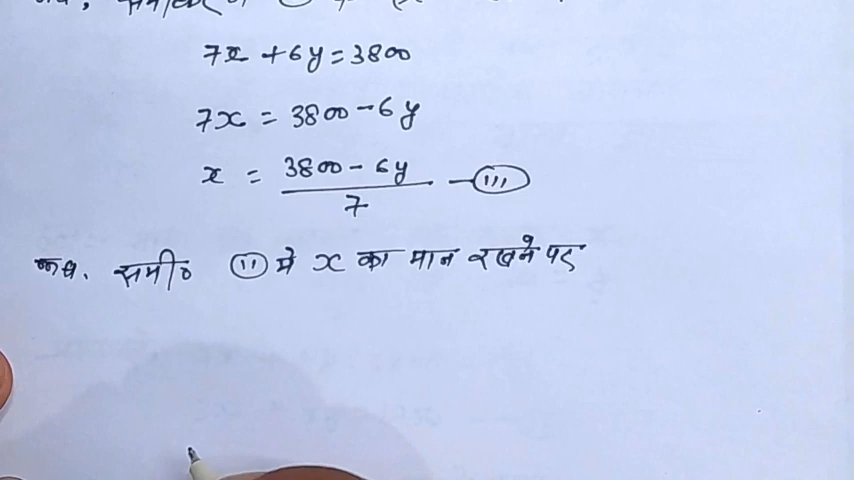 7x + 6y = 3800
7x = 3800 - 6y
x = 3800 - 6y / 7 — (iii)
अब, समी० (ii) मे x का मान रखने पर